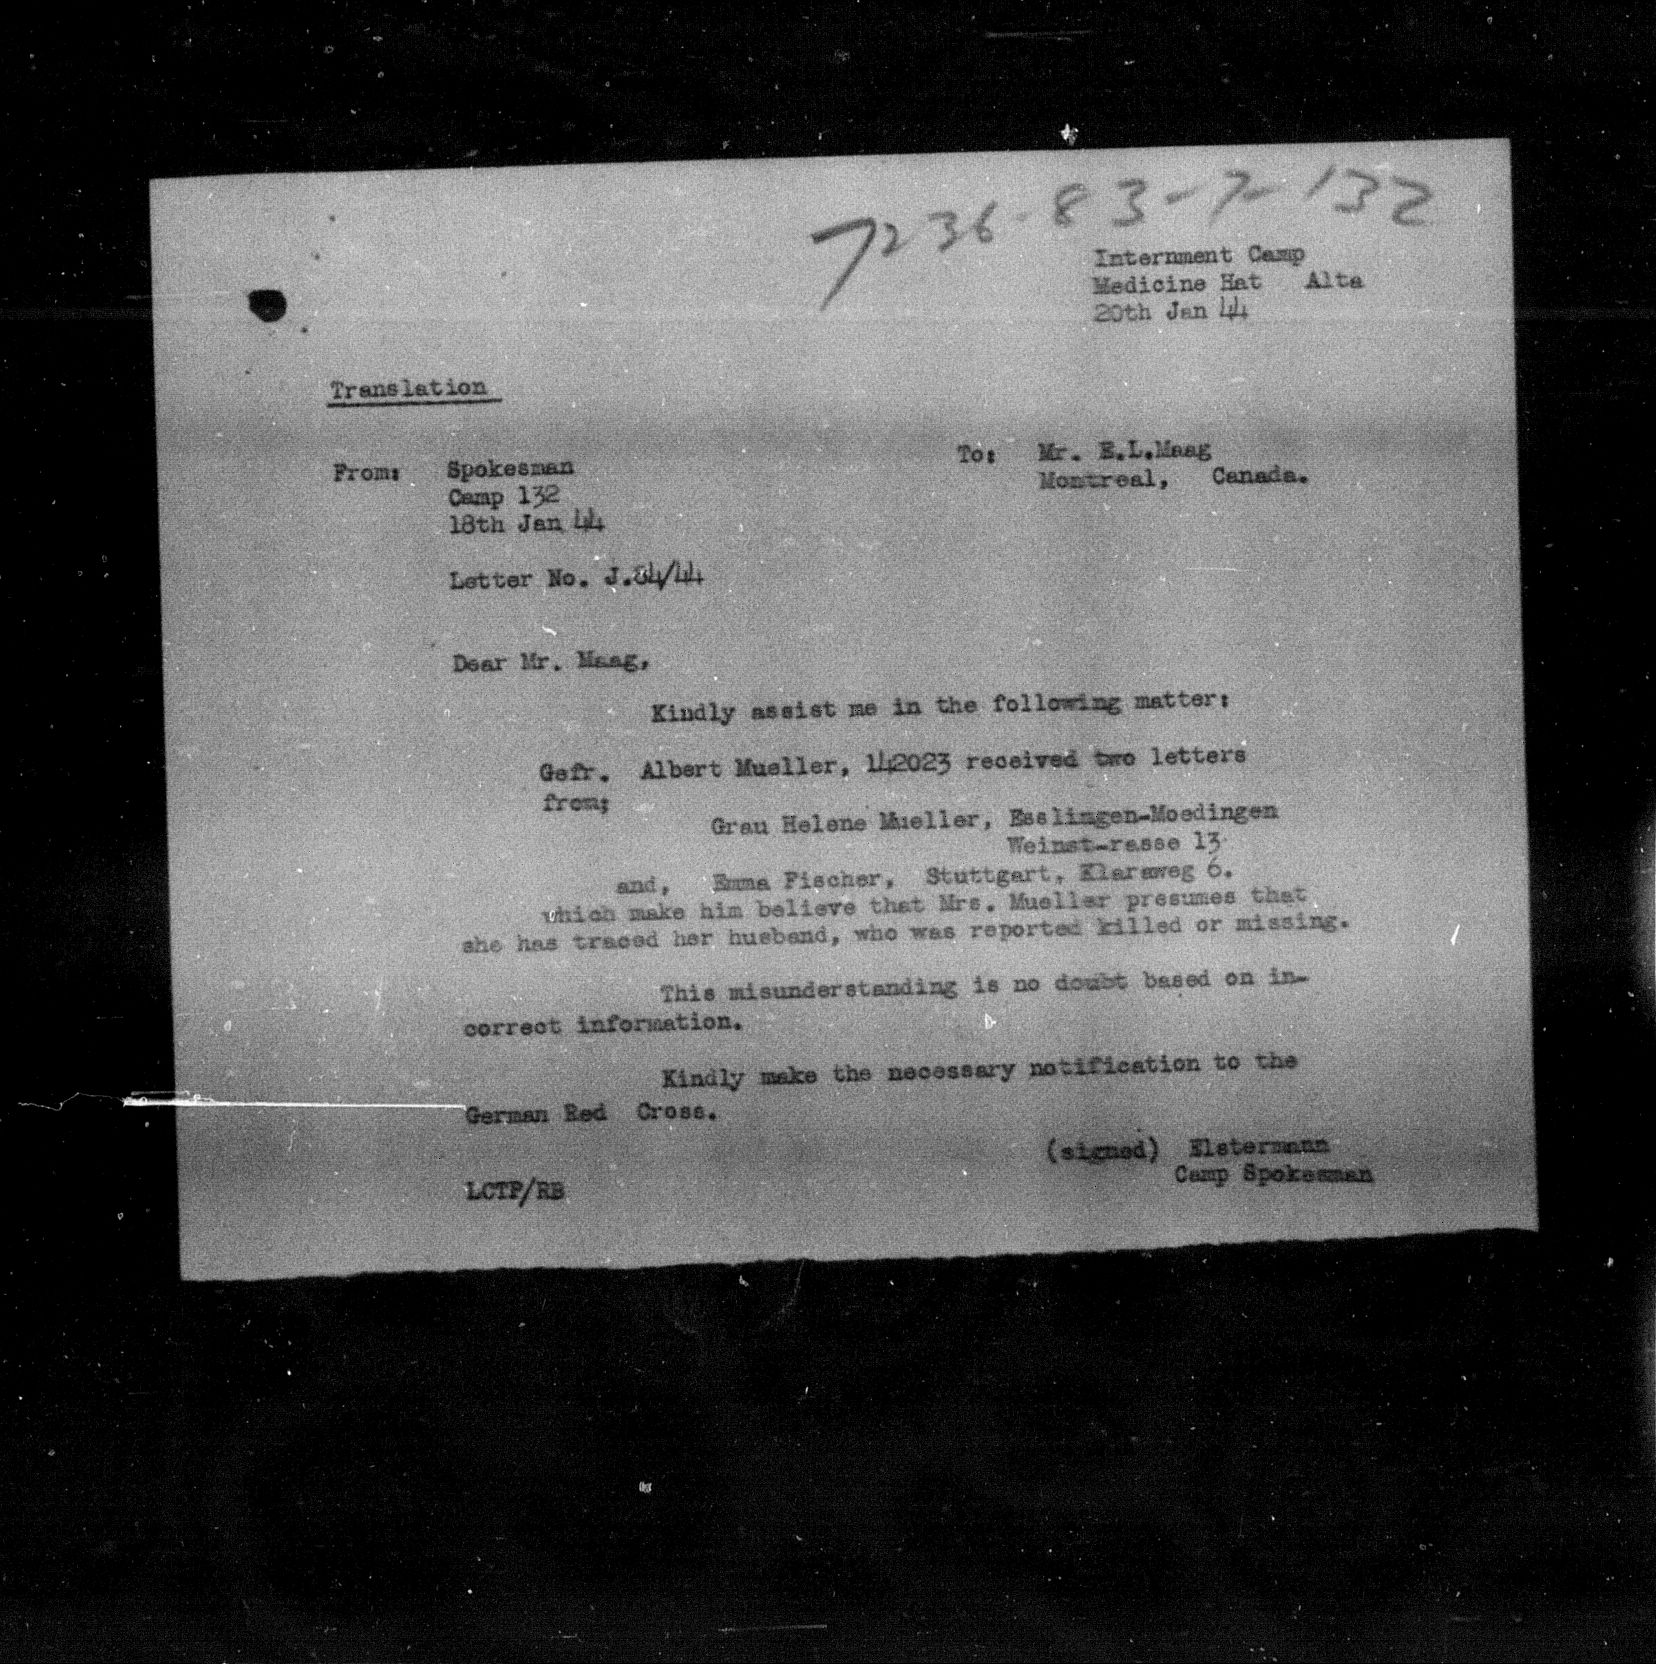 7236-83-7-132
Internment Camp
Medicine Hat Alta
20th Jan 44
Translation
From: Spokesman
Camp 132
18th Jan 44
To: Mr. E.L.Maag
Montreal, Canada.
Letter No. J.84/44
Dear Mr. Maag,
Kindly assist me in the following matter:
Gefr. Albert Mueller, 142023 received two letters
from;
Grau Helene Mueller, Esslingen-Moedingen
Weinst-rasse 13
and, Emma Fischer, Stuttgart, Klaraweg 6.
which make him believe that Mrs. Mueller presumes that
she has traced her husband, who was reported killed or missing.
This misunderstanding is no doubt based on in-
correct information.
Kindly make the necessary notification to the
German Red Cross.
(signed) Elstermann
Camp Spokesman
LCTP/RB